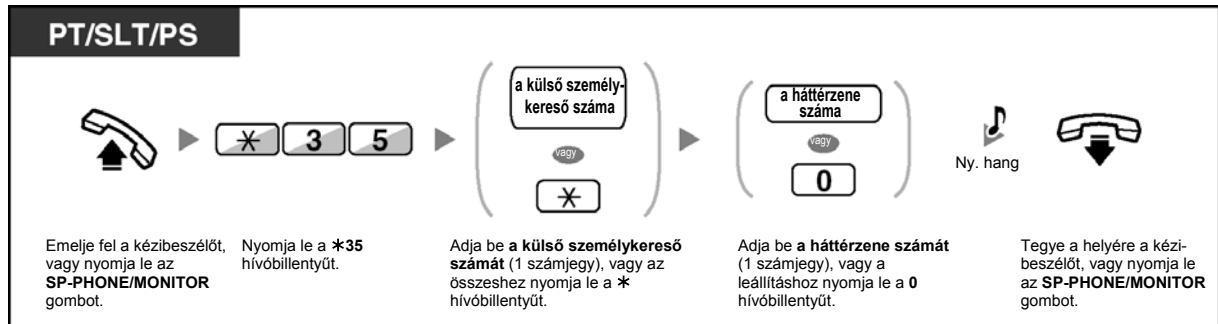 PT/SLT/PS
a külső személy-
kereső száma
vagy
✳
a háttérzene
száma
vagy
0
✳ 3 5
Ny. hang
Emelje fel a kézibeszélőt,
vagy nyomja le az
SP-PHONE/MONITOR
gombot.
Nyomja le a ✳35
hívóbillentyűt.
Adja be a külső személykereső
számát (1 számjegy), vagy az
összeshez nyomja le a ✳
hívóbillentyűt.
Adja be a háttérzene számát
(1 számjegy), vagy a
leállításhoz nyomja le a 0
hívóbillentyűt.
Tegye a helyére a kézi-
beszélőt, vagy nyomja le
az SP-PHONE/MONITOR
gombot.